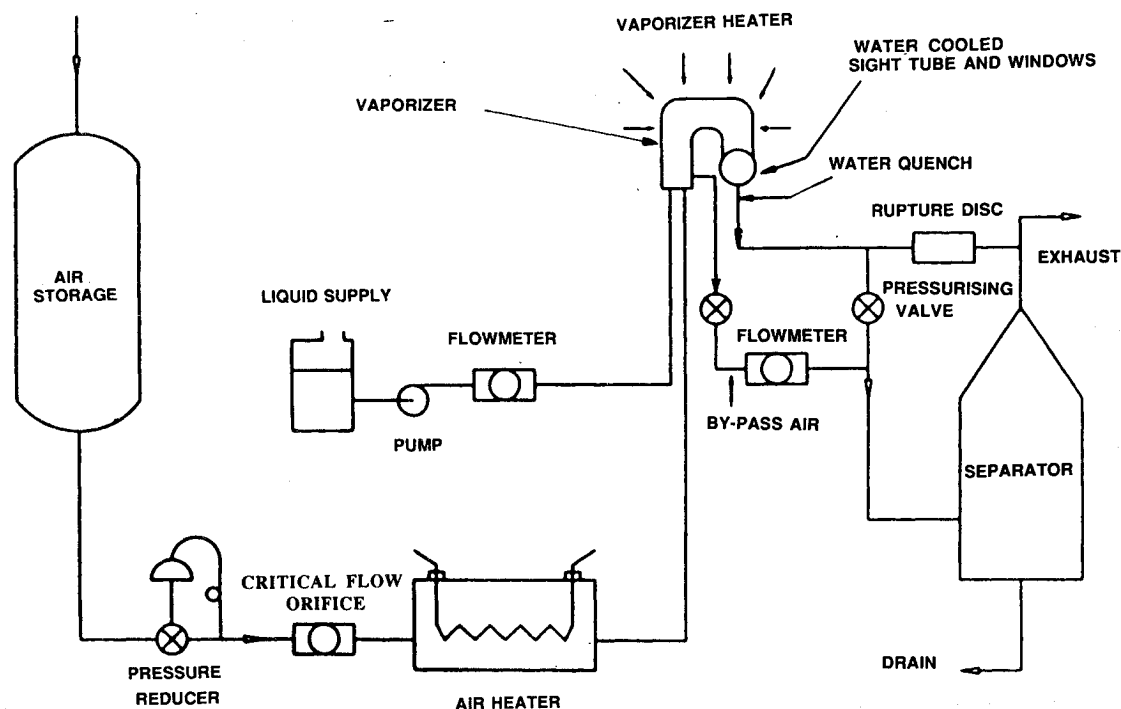 VAPORIZER HEATER
WATER COOLED
SIGHT TUBE AND WINDOWS
VAPORIZER
WATER QUENCH
RUPTURE DISC
EXHAUST
AIR
STORAGE
LIQUID SUPPLY
PRESSURISING
VALVE
FLOWMETER
FLOWMETER
BY-PASS AIR
PUMP
SEPARATOR
CRITICAL FLOW
ORIFICE
PRESSURE
REDUCER
AIR HEATER
DRAIN